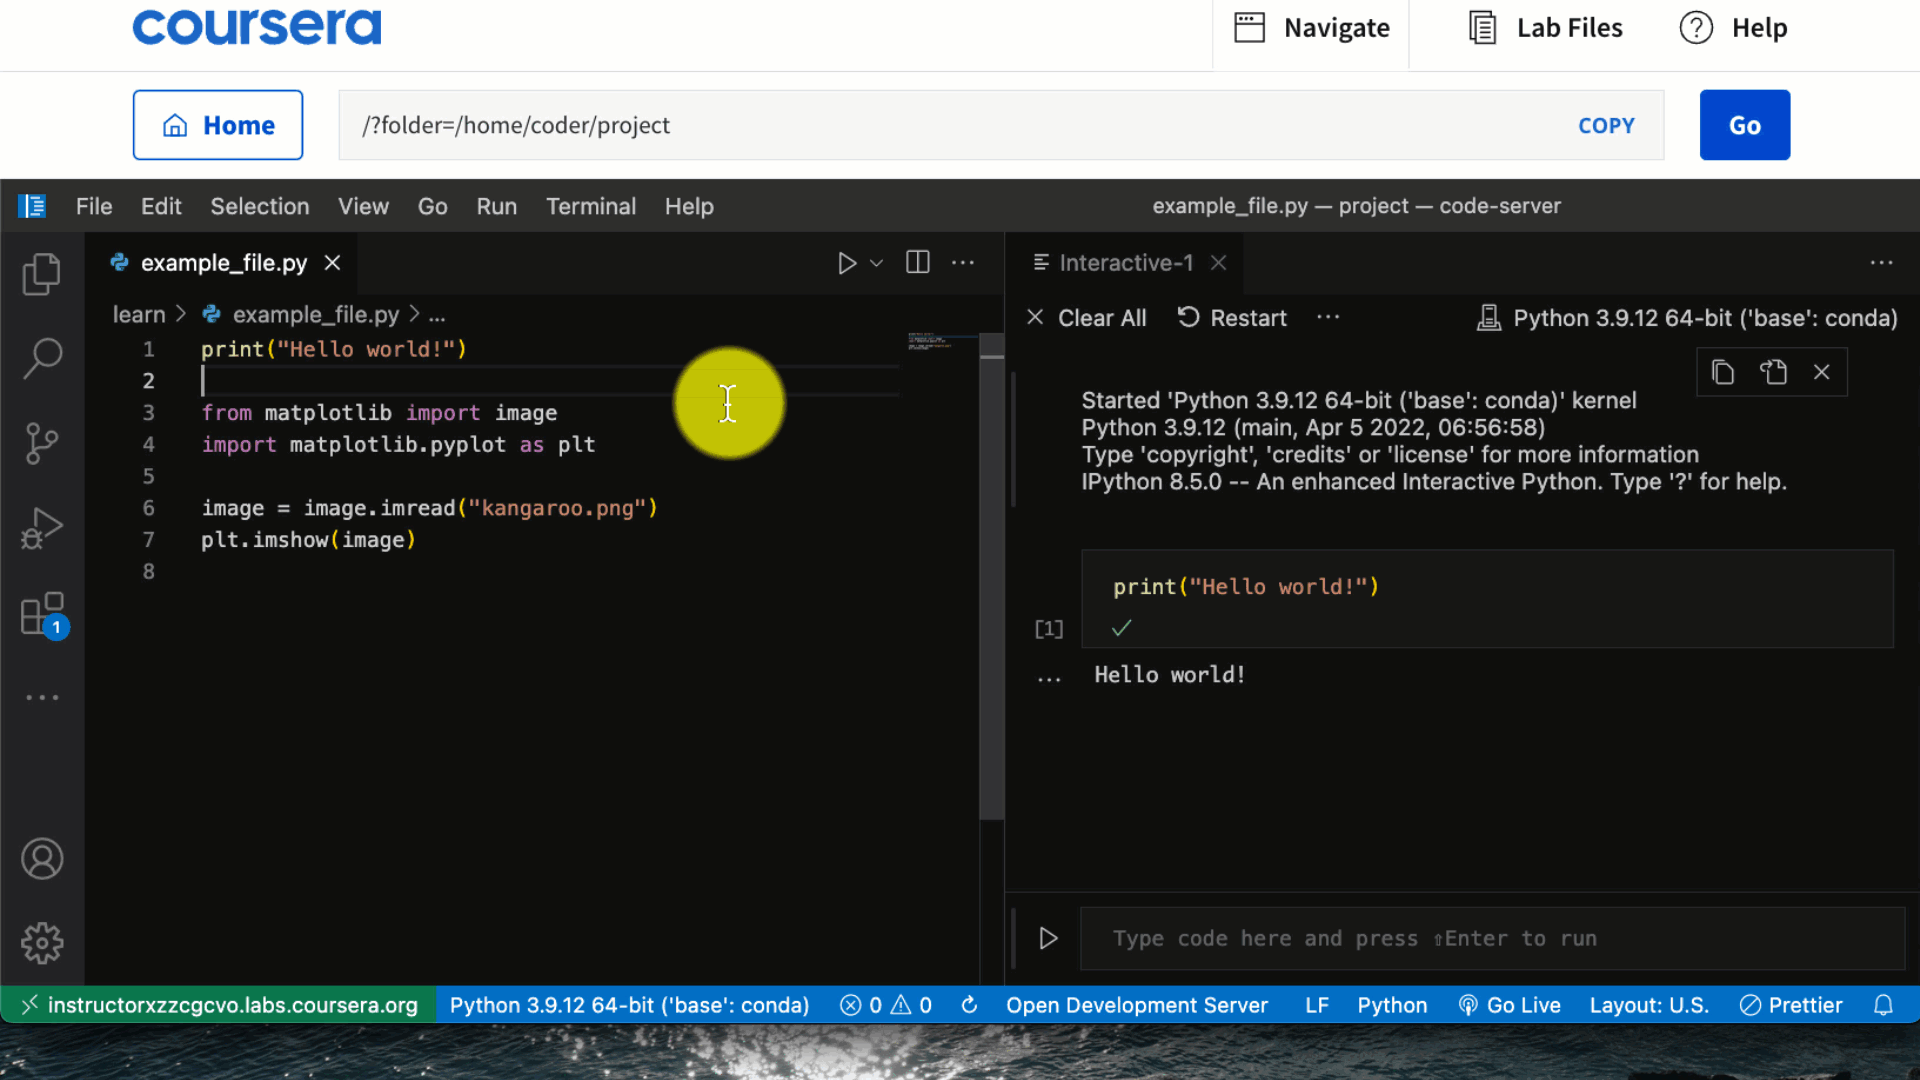 coursera
Navigate
Lab Files
Help
Home
/?folder=/home/coder/project
COPY
Go
File Edit Selection View Go Run Terminal Help
example_file.py — project — code-server
example_file.py
learn > example_file.py > ...
1 print("Hello world!")
2
3 from matplotlib import image
4 import matplotlib.pyplot as plt
5
6 image = image.imread("kangaroo.png")
7 plt.imshow(image)
8
1
Interactive-1
Clear All Restart ... Python 3.9.12 64-bit ('base': conda)
Started 'Python 3.9.12 64-bit ('base': conda)' kernel
Python 3.9.12 (main, Apr 5 2022, 06:56:58)
Type 'copyright', 'credits' or 'license' for more information
IPython 8.5.0 -- An enhanced Interactive Python. Type '?' for help.
print("Hello world!")
[1] ✓
... Hello world!
Type code here and press ⇧Enter to run
instructorxzzcgcvo.labs.coursera.org Python 3.9.12 64-bit ('base': conda) 0 0 Open Development Server LF Python Go Live Layout: U.S. Prettier